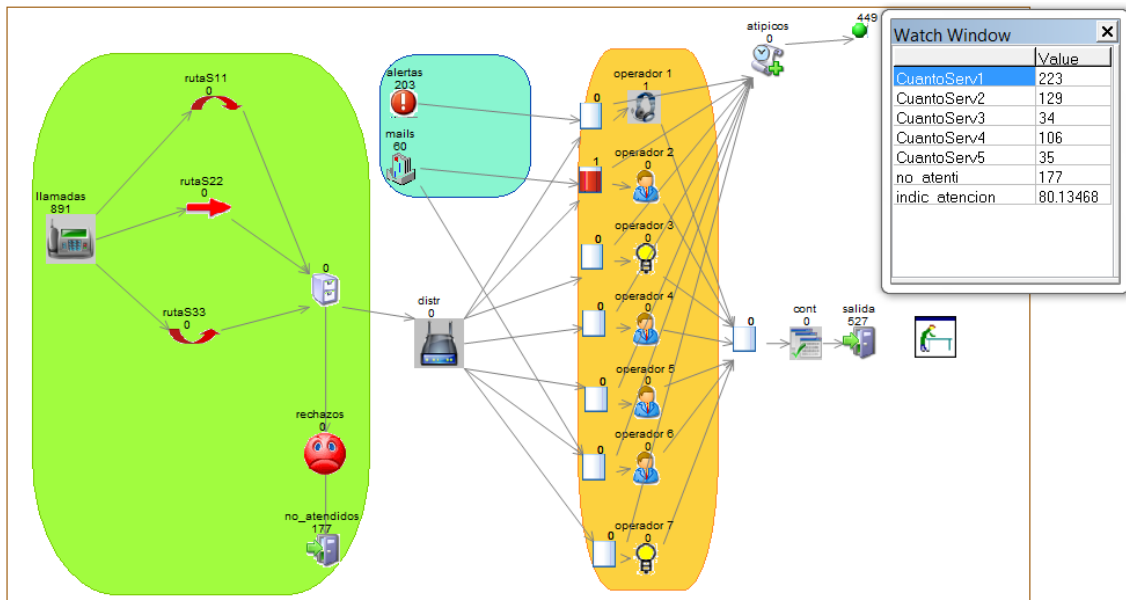 atipicos
0
449
Watch Window
Value
CuantoServ1 223
CuantoServ2 129
CuantoServ3 34
CuantoServ4 106
CuantoServ5 35
no_atenti 177
indic_atencion 80.13468
rutaS11
0
alertas
203
mails
60
operador 1
0
1
operador 2
1
0
rutaS22
0
llamadas
891
operador 3
0
0
0
rutaS33
0
distr
0
operador 4
0
0
0
cont
0
salida
527
operador 5
0
0
rechazos
0
operador 6
0
0
no_atendidos
177
operador 7
0
0